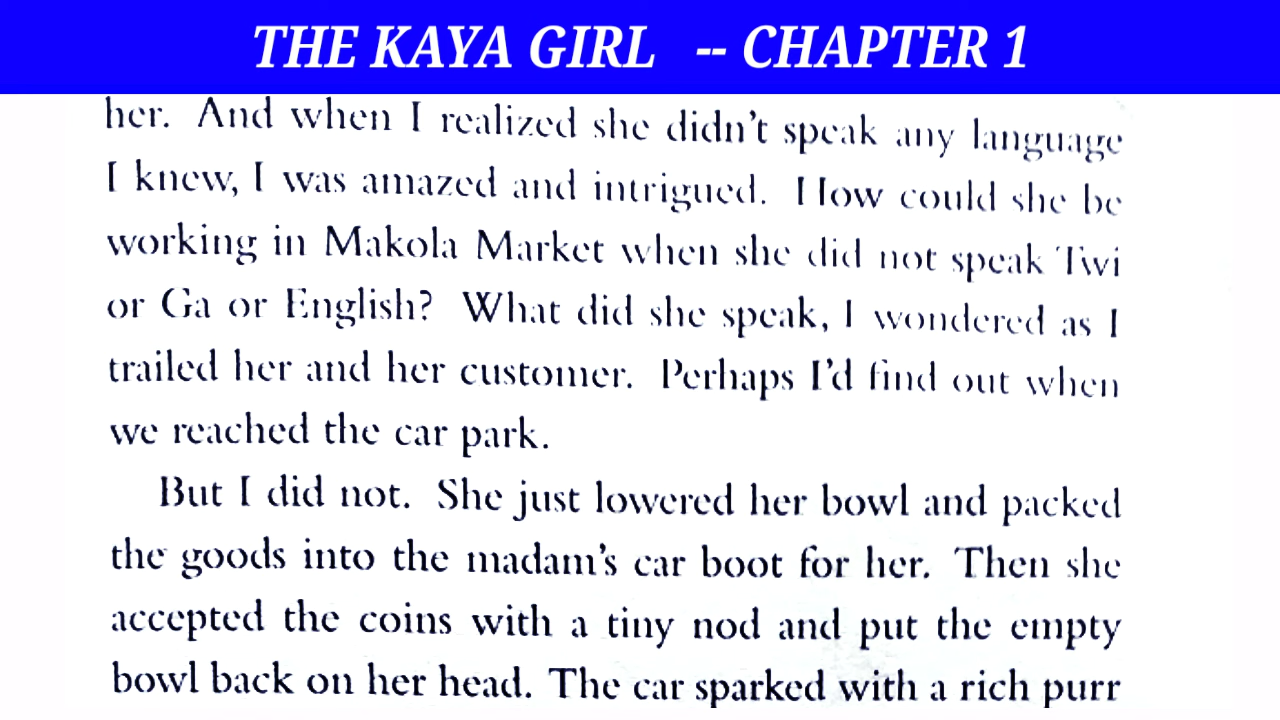 THE KAYA GIRL -- CHAPTER 1
her. And when I realized she didn't speak any language
I knew, I was amazed and intrigued. How could she be
working in Makola Market when she did not speak Twi
or Ga or English? What did she speak, I wondered as I
trailed her and her customer. Perhaps I'd find out when
we reached the car park.
But I did not. She just lowered her bowl and packed
the goods into the madam's car boot for her. Then she
accepted the coins with a tiny nod and put the empty
bowl back on her head. The car sparked with a rich purr